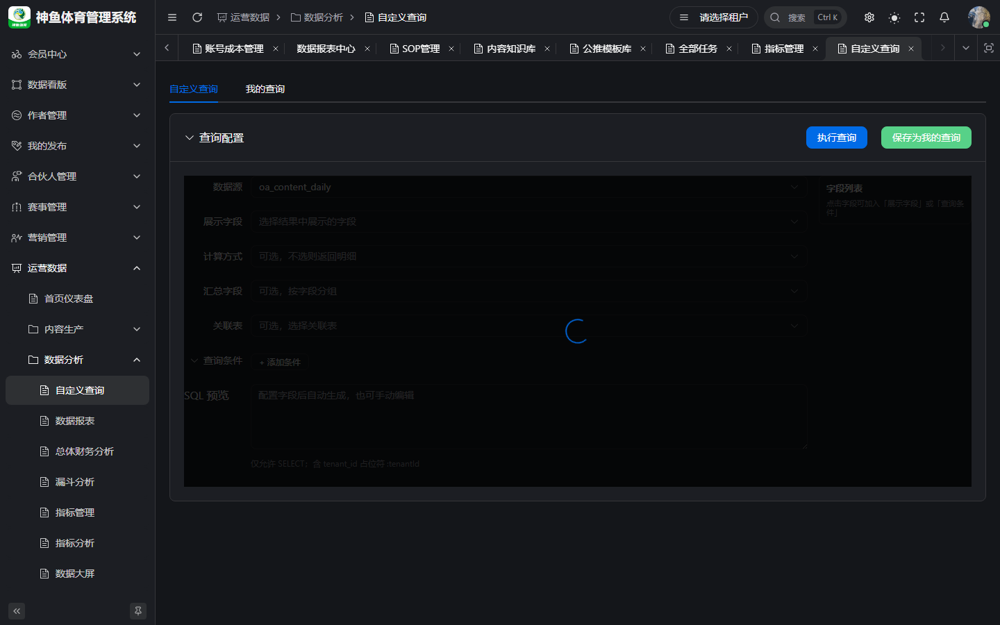 神鱼体育管理系统
运营数据
数据分析
自定义查询
请选择租户
搜索
Ctrl K
账号成本管理
数据报表中心
SOP管理
内容知识库
公推模板库
全部任务
指标管理
自定义查询
会员中心
数据看版
作者管理
我的发布
合伙人管理
赛事管理
营销管理
运营数据
首页仪表盘
内容生产
数据分析
自定义查询
数据报表
总体财务分析
漏斗分析
指标管理
指标分析
数据大屏
自定义查询
我的查询
查询配置
执行查询
保存为我的查询
数据源
oa_content_daily
展示字段
选择结果中展示的字段
计算方式
可选，不选则返回明细
汇总字段
可选，按字段分组
关联表
可选，选择关联表
查询条件
+ 添加条件
SQL 预览
配置字段后自动生成，也可手动编辑
仅允许 SELECT；含 tenant_id 占位符 :tenantId
字段列表
点击字段可加入「展示字段」或「查询条
件」